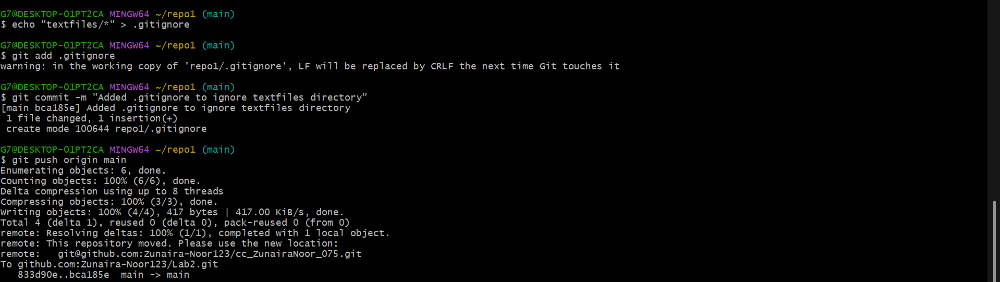 G7@DESKTOP-01PT2CA MINGW64 ~/repo1 (main)
$ echo "textfiles/*" > .gitignore
G7@DESKTOP-01PT2CA MINGW64 ~/repo1 (main)
$ git add .gitignore
warning: in the working copy of 'repo1/.gitignore', LF will be replaced by CRLF the next time Git touches it
G7@DESKTOP-01PT2CA MINGW64 ~/repo1 (main)
$ git commit -m "Added .gitignore to ignore textfiles directory"
[main bca185e] Added .gitignore to ignore textfiles directory
 1 file changed, 1 insertion(+)
 create mode 100644 repo1/.gitignore
G7@DESKTOP-01PT2CA MINGW64 ~/repo1 (main)
$ git push origin main
Enumerating objects: 6, done.
Counting objects: 100% (6/6), done.
Delta compression using up to 8 threads
Compressing objects: 100% (3/3), done.
Writing objects: 100% (4/4), 417 bytes | 417.00 KiB/s, done.
Total 4 (delta 1), reused 0 (delta 0), pack-reused 0 (from 0)
remote: Resolving deltas: 100% (1/1), completed with 1 local object.
remote: This repository moved. Please use the new location:
remote:   git@github.com:Zunaira-Noor123/cc_ZunairaNoor_075.git
To github.com:Zunaira-Noor123/Lab2.git
   833d90e..bca185e  main -> main